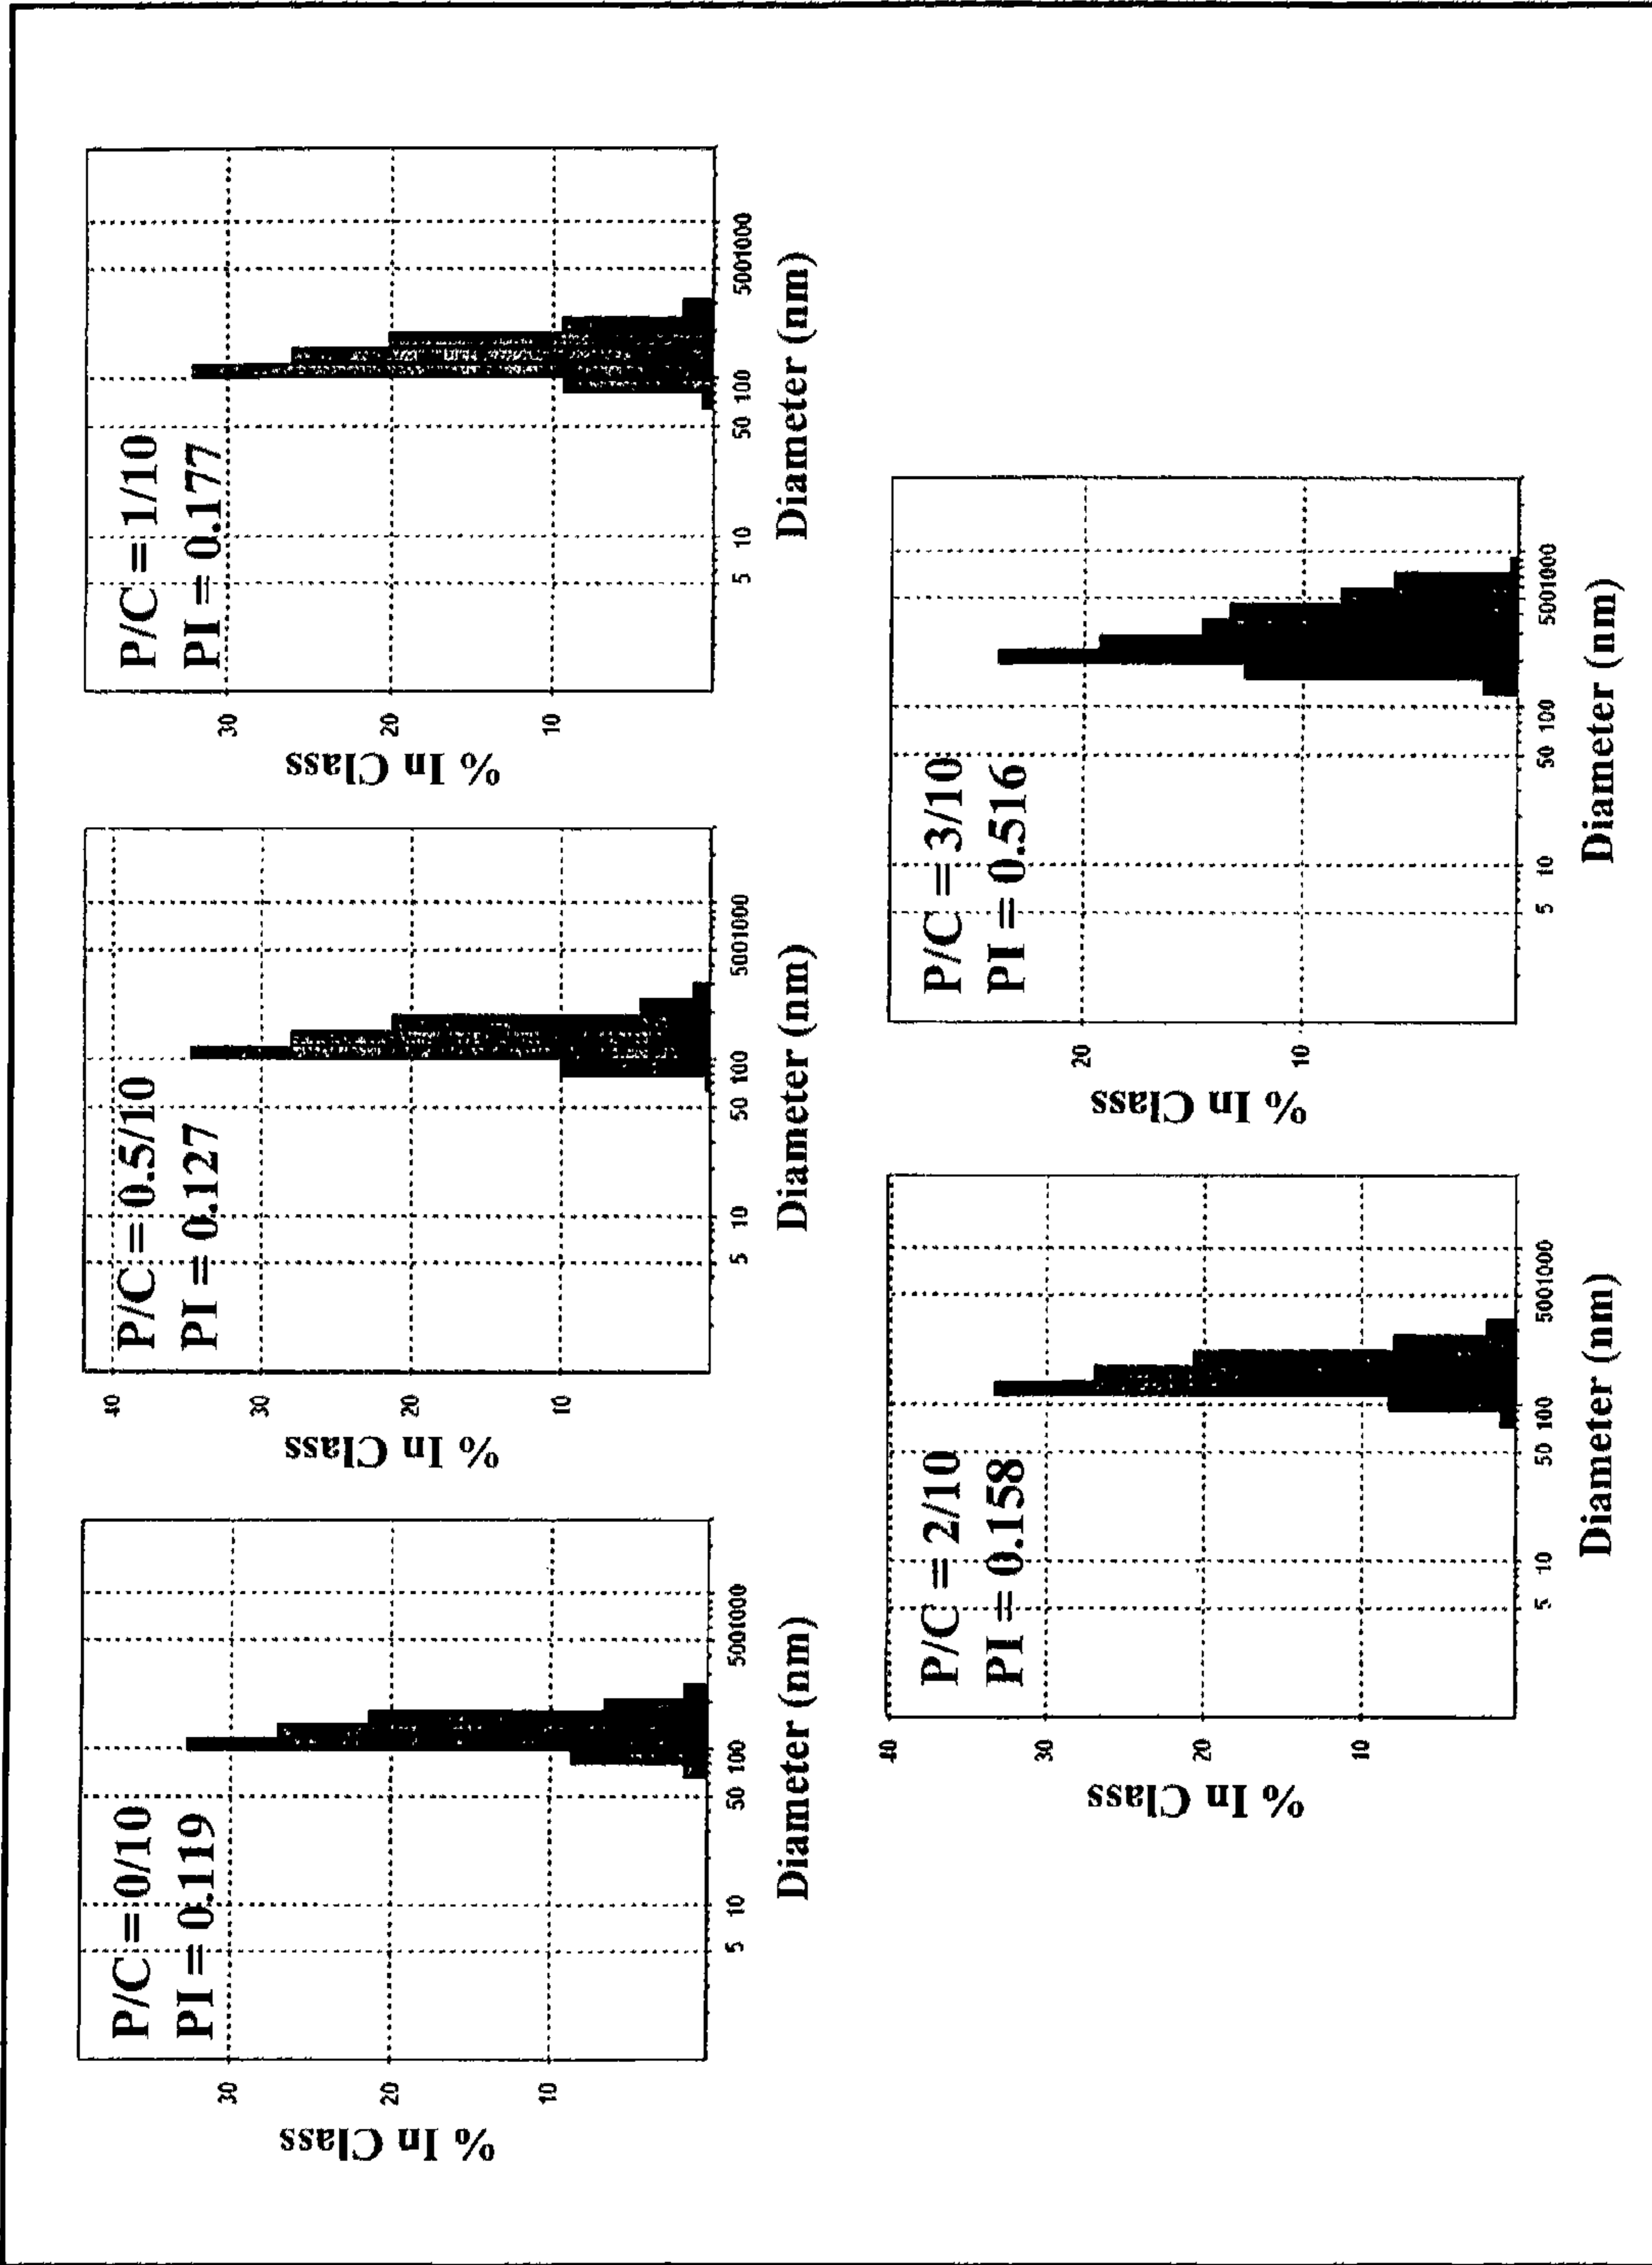 P/C = 0/10
PI = 0.119
% In Class
30
20
10
5 10 50 100 5001000
Diameter (nm)
P/C = 0.5/10
PI = 0.127
% In Class
40
30
20
10
5 10 50 100 5001000
Diameter (nm)
P/C = 1/10
PI = 0.177
% In Class
30
20
10
5 10 50 100 5001000
Diameter (nm)
P/C = 2/10
PI = 0.158
% In Class
40
30
20
10
5 10 50 100 5001000
Diameter (nm)
P/C = 3/10
PI = 0.516
% In Class
20
10
5 10 50 100 5001000
Diameter (nm)